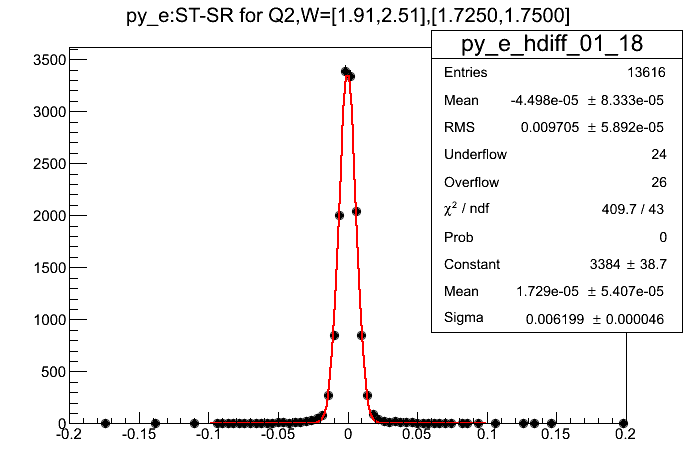 py_e:ST-SR for Q2,W=[1.91,2.51],[1.7250,1.7500]
py_e_hdiff_01_18
Entries 13616
Mean -4.498e-05 ± 8.333e-05
RMS 0.009705 ± 5.892e-05
Underflow 24
Overflow 26
χ² / ndf 409.7 / 43
Prob 0
Constant 3384 ± 38.7
Mean 1.729e-05 ± 5.407e-05
Sigma 0.006199 ± 0.000046
3500
3000
2500
2000
1500
1000
500
0
-0.2 -0.15 -0.1 -0.05 0 0.05 0.1 0.15 0.2